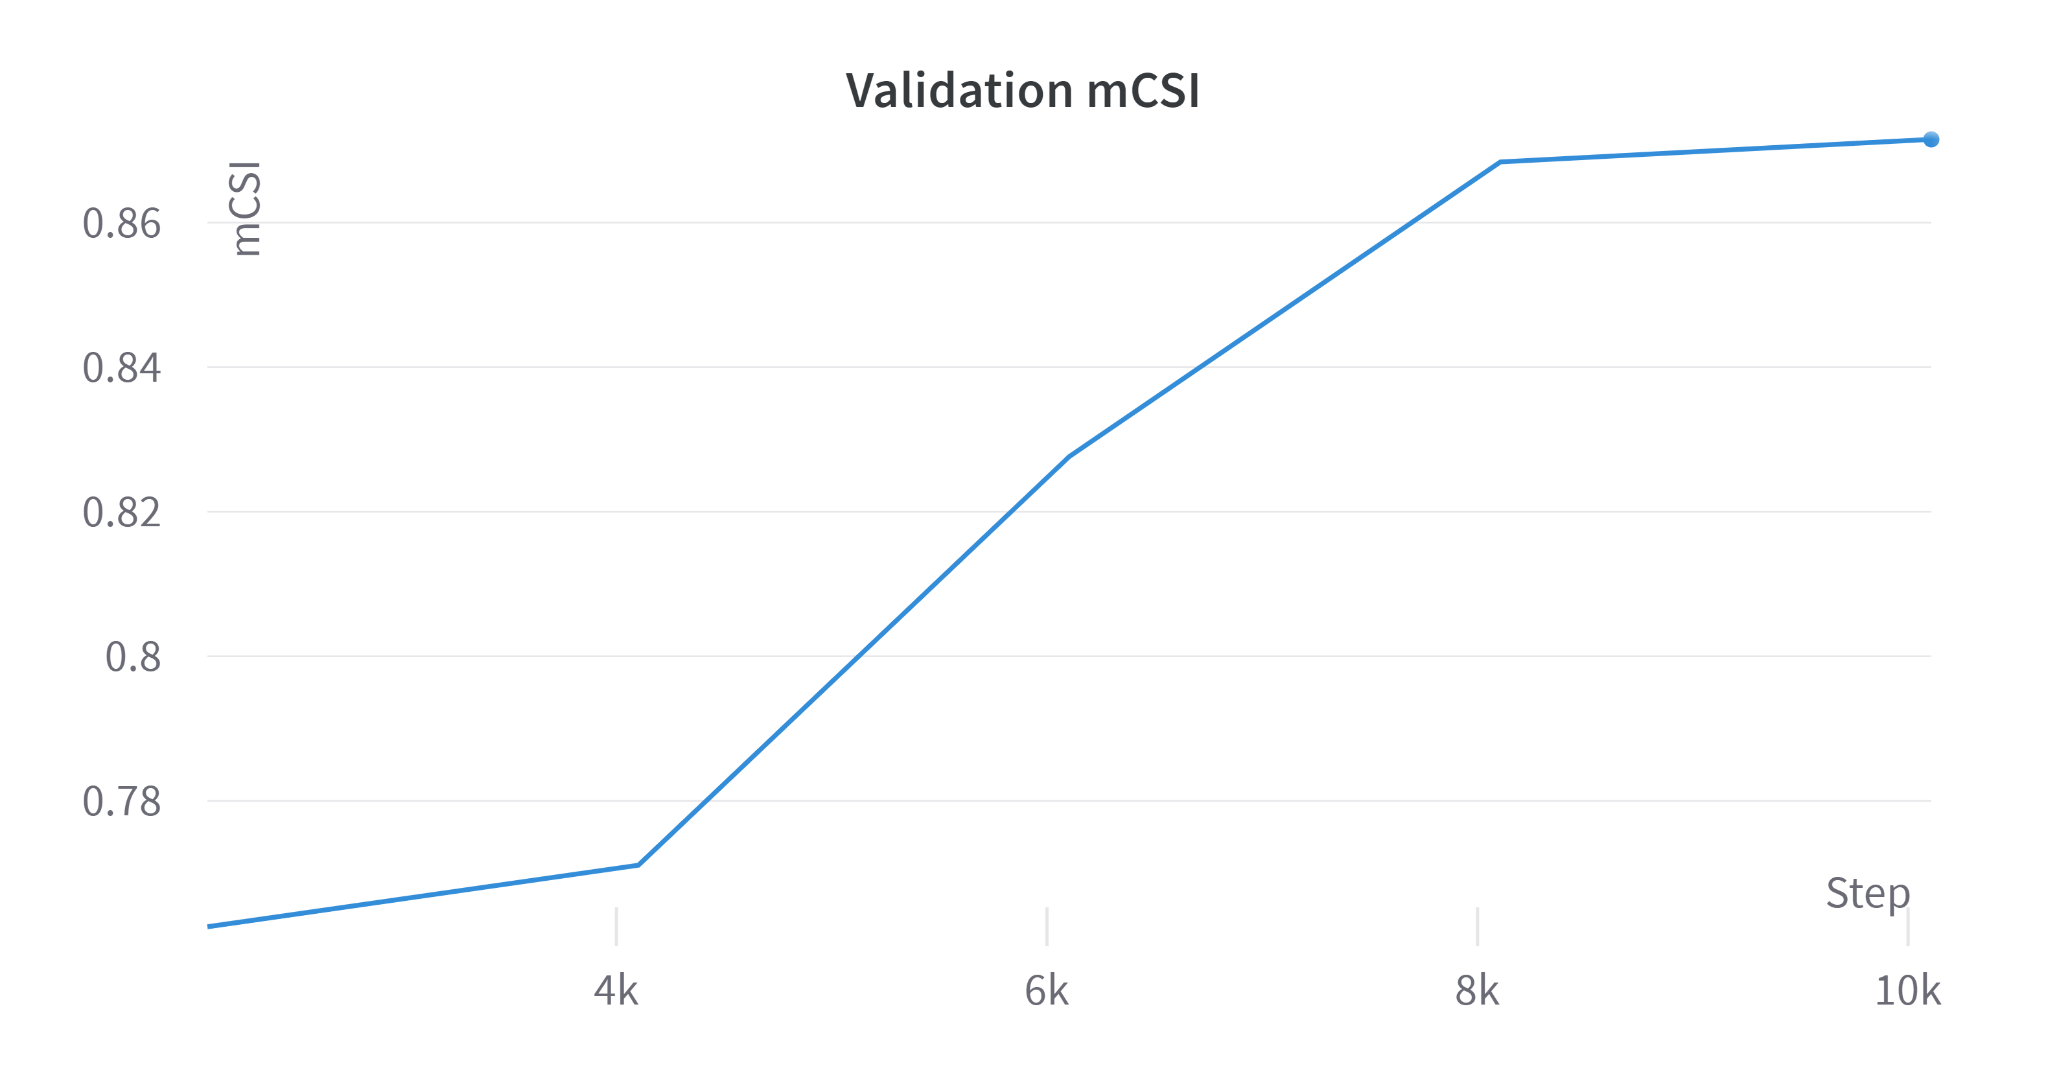 Validation mCSI
mCSI
0.86
0.84
0.82
0.8
0.78
Step
4k
6k
8k
10k